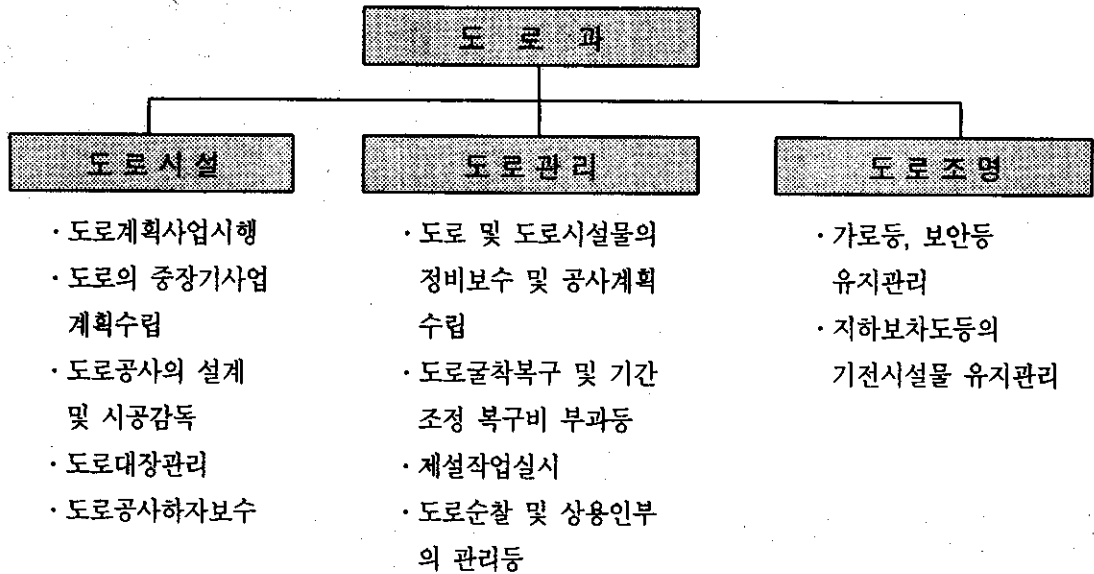 도 로 과
도로시설
· 도로계획사업시행
· 도로의 중장기사업
계획수립
· 도로공사의 설계
및 시공감독
· 도로대장관리
· 도로공사하자보수
도로관리
· 도로 및 도로시설물의
정비보수 및 공사계획
수립
· 도로굴착복구 및 기간
조정 복구비 부과등
· 제설작업실시
· 도로순찰 및 상용인부
의 관리등
도로조명
· 가로등, 보안등
유지관리
· 지하보차도등의
기전시설물 유지관리